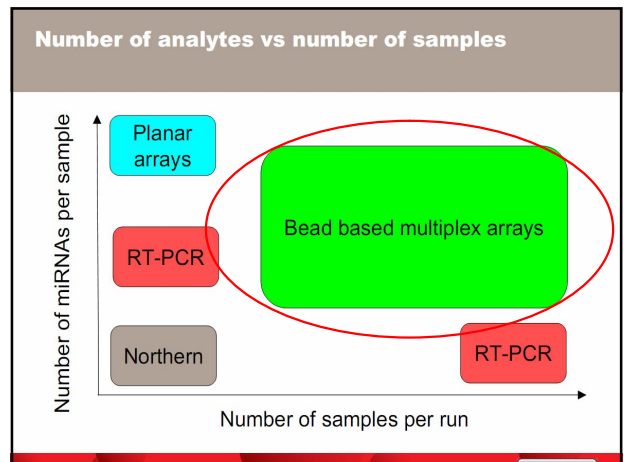 Number of analytes vs number of samples
Number of miRNAs per sample
Planar
arrays
Bead based multiplex arrays
RT-PCR
Northern
RT-PCR
Number of samples per run